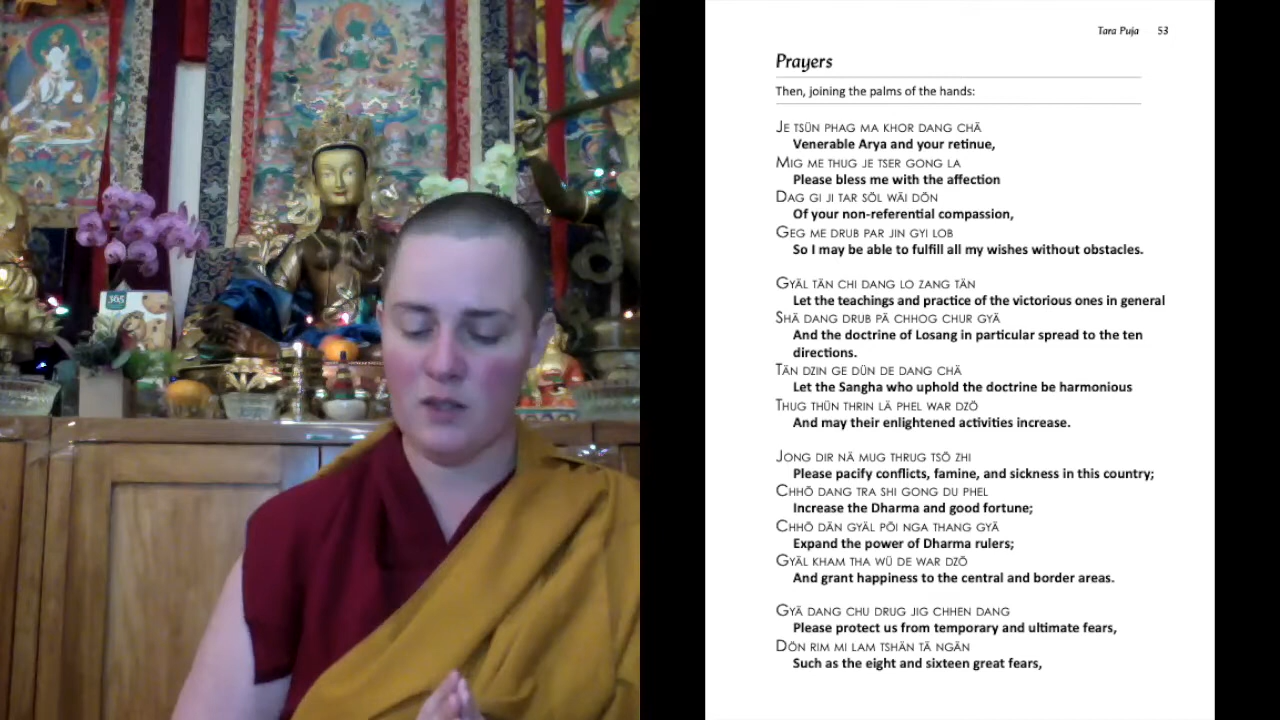 Tara Puja 53
Prayers
Then, joining the palms of the hands:
JE TSÜN PHAG MA KHOR DANG CHÄ
Venerable Arya and your retinue,
MIG ME THUG JE TSER GONG LA
Please bless me with the affection
DAG GI JI TAR SÖL WÄI DÖN
Of your non-referential compassion,
GEG ME DRUB PAR JIN GYI LOB
So I may be able to fulfill all my wishes without obstacles.
GYÄL TÄN CHI DANG LO ZANG TÄN
Let the teachings and practice of the victorious ones in general
SHÄ DANG DRUB PÄ CHHOG CHUR GYÄ
And the doctrine of Losang in particular spread to the ten
directions.
TÄN DZIN GE DÜN DE DANG CHÄ
Let the Sangha who uphold the doctrine be harmonious
THUG THÜN THRIN LÄ PHEL WAR DZÖ
And may their enlightened activities increase.
JONG DIR NÄ MUG THRUG TSÖ ZHI
Please pacify conflicts, famine, and sickness in this country;
CHHÖ DANG TRA SHI GONG DU PHEL
Increase the Dharma and good fortune;
CHHÖ DÄN GYÄL PÖI NGA THANG GYÄ
Expand the power of Dharma rulers;
GYÄL KHAM THA WÜ DE WAR DZÖ
And grant happiness to the central and border areas.
GYÄ DANG CHU DRUG JIG CHHEN DANG
Please protect us from temporary and ultimate fears,
DÖN RIM MI LAM TSHÄN TÄ NGÄN
Such as the eight and sixteen great fears,
365